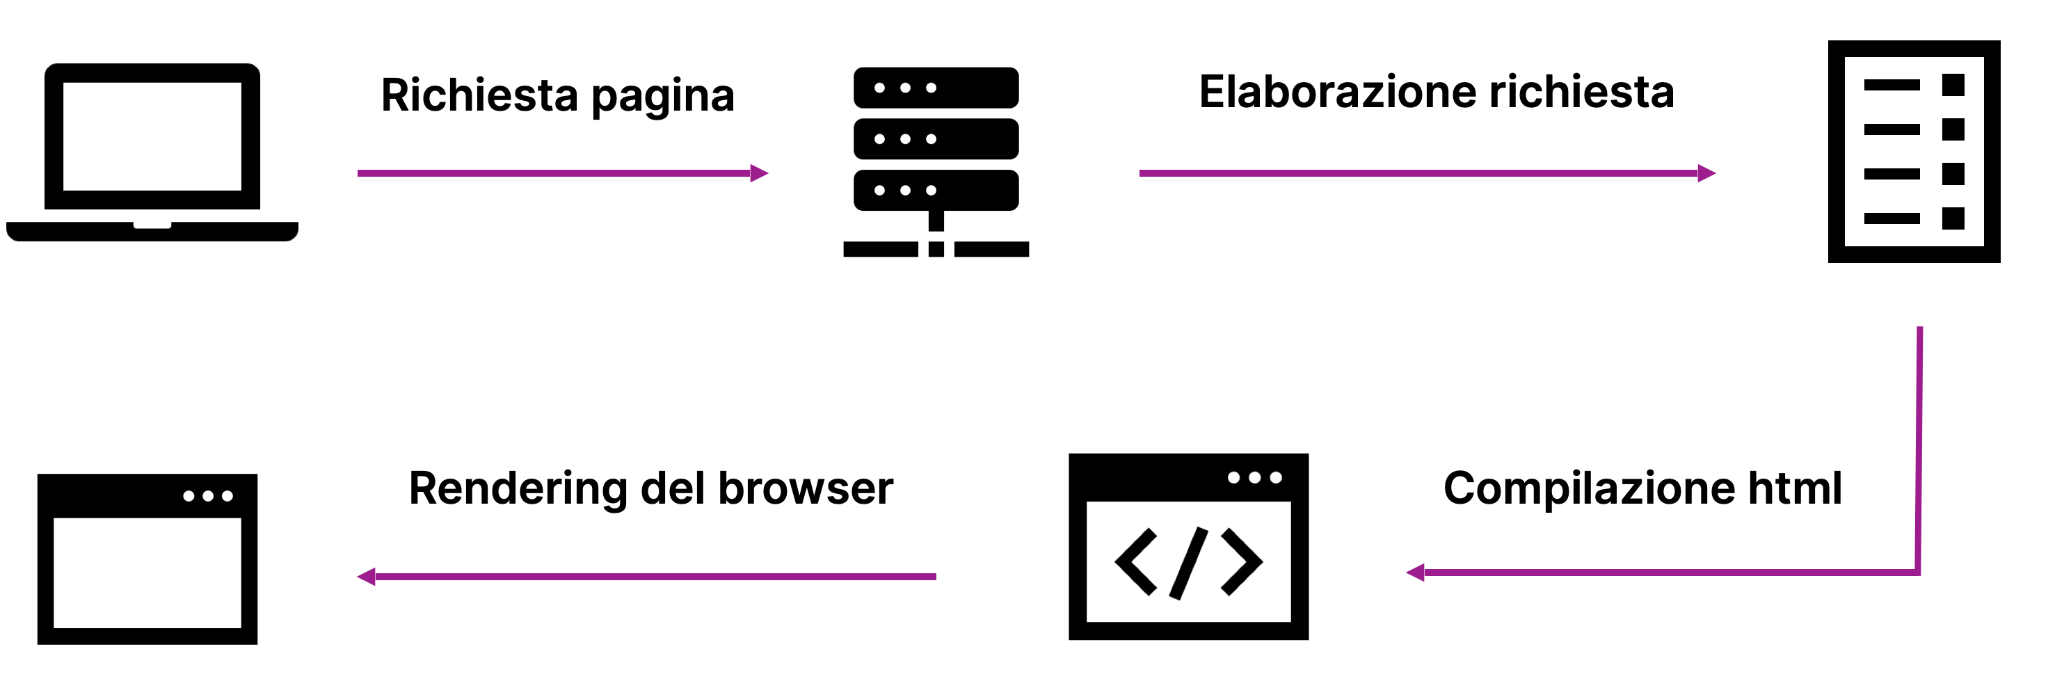 Richiesta pagina
Elaborazione richiesta
Compilazione html
Rendering del browser